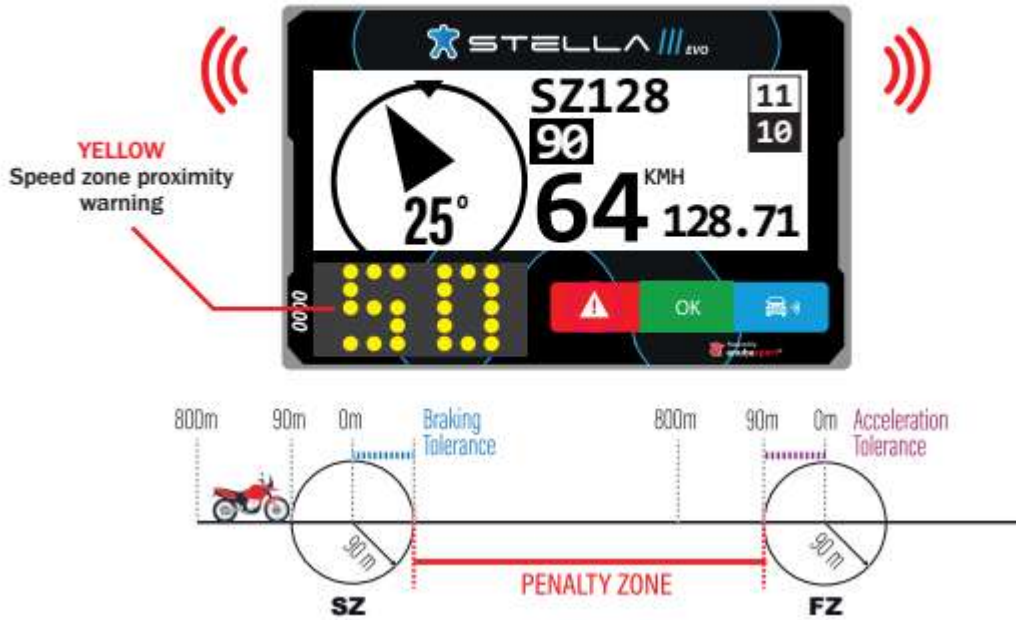 STELLA III EVO
SZ128
11
90
10
25°
64 KMH 128.71
YELLOW
Speed zone proximity
warning
50
0000
OK
800m 90m 0m Braking
Tolerance
800m 90m 0m Acceleration
Tolerance
90 m
90 m
PENALTY ZONE
SZ
FZ